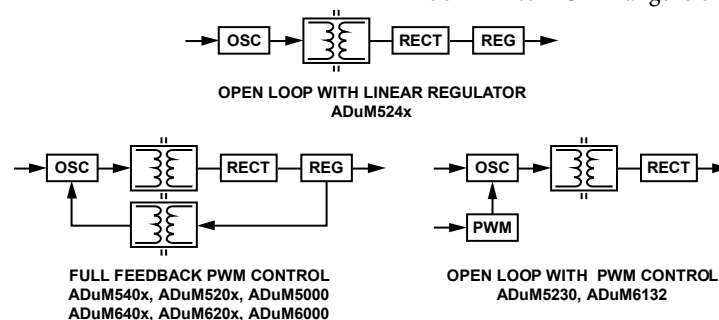 OSC RECT REG
OPEN LOOP WITH LINEAR REGULATOR
ADuM524x
OSC RECT REG
FULL FEEDBACK PWM CONTROL
ADuM540x, ADuM520x, ADuM5000
ADuM640x, ADuM620x, ADuM6000
OSC RECT
PWM
OPEN LOOP WITH PWM CONTROL
ADuM5230, ADuM6132